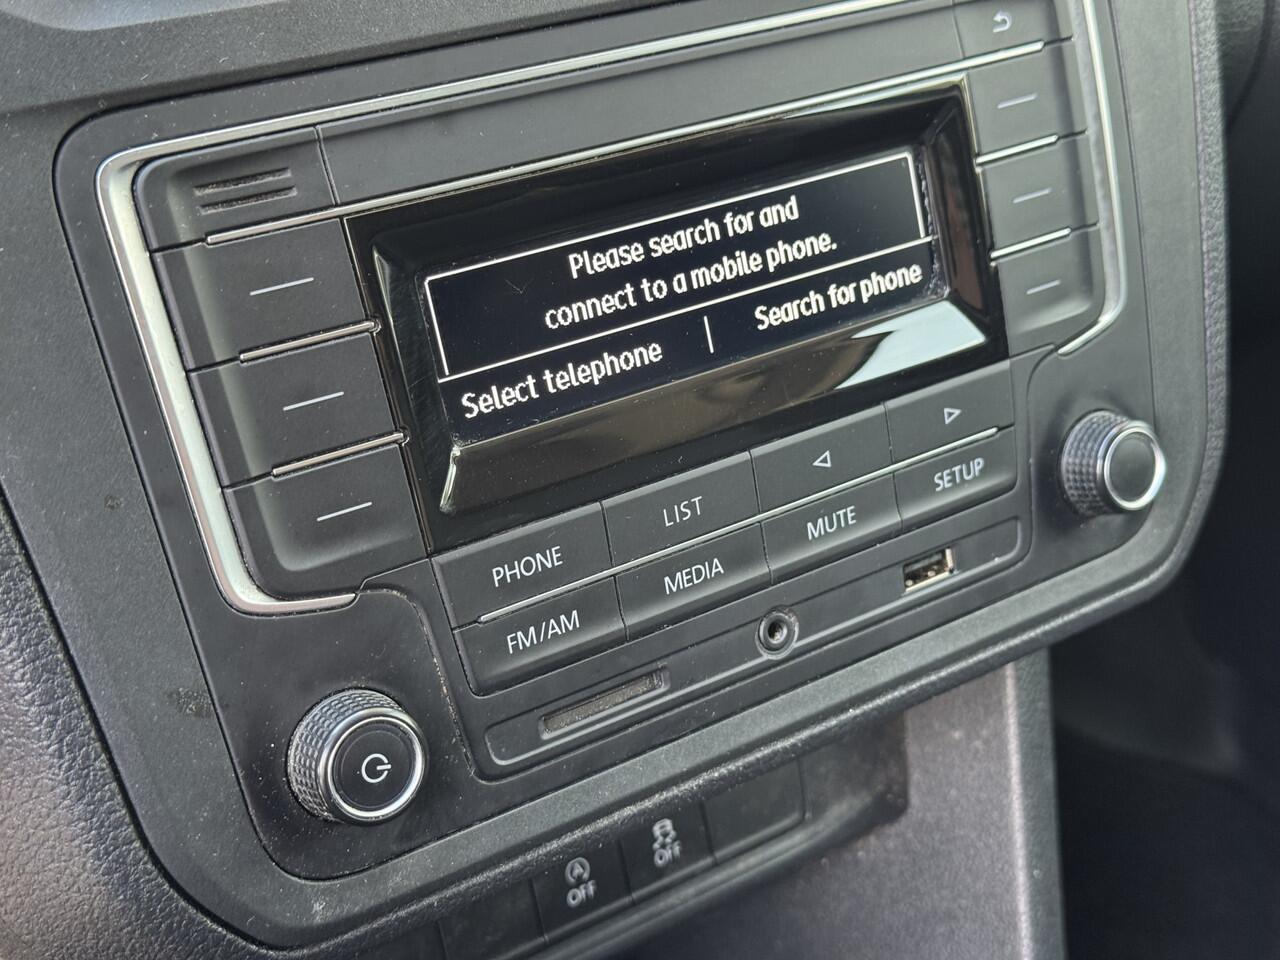 Please search for and
connect to a mobile phone.
Select telephone | Search for phone
PHONE LIST
FM/AM MEDIA MUTE SETUP
OFF OFF